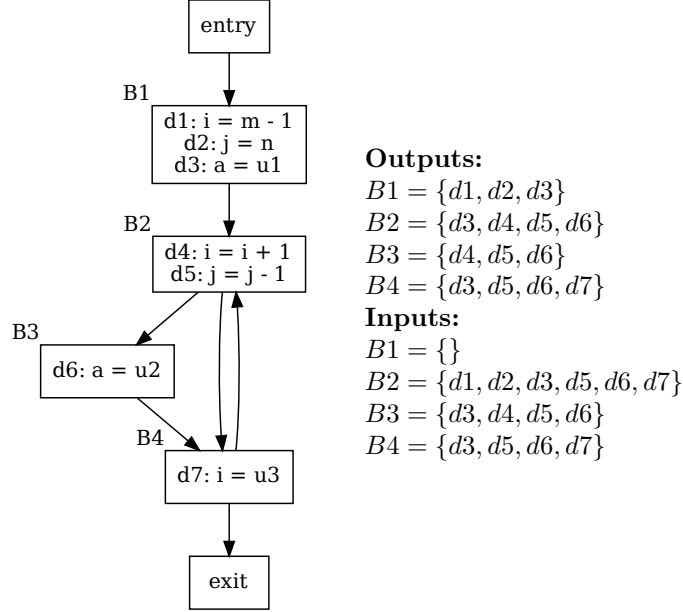 entry
B1
d1: i = m - 1
d2: j = n
d3: a = u1
B2
d4: i = i + 1
d5: j = j - 1
B3
d6: a = u2
B4
d7: i = u3
exit
Outputs:
B1 = {d1, d2, d3}
B2 = {d3, d4, d5, d6}
B3 = {d4, d5, d6}
B4 = {d3, d5, d6, d7}
Inputs:
B1 = {}
B2 = {d1, d2, d3, d5, d6, d7}
B3 = {d3, d4, d5, d6}
B4 = {d3, d5, d6, d7}